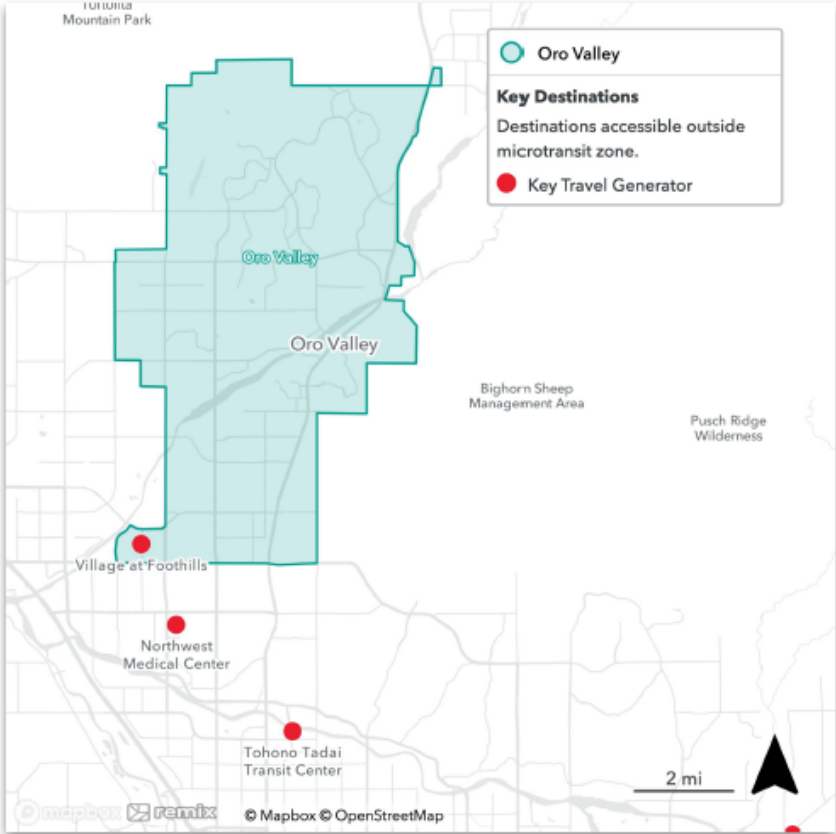 Tortolita
Mountain Park
Oro Valley
Key Destinations
Destinations accessible outside
microtransit zone.
Key Travel Generator
Oro Valley
Oro Valley
Bighorn Sheep
Management Area
Pusch Ridge
Wilderness
Village at Foothills
Northwest
Medical Center
Tohono Tadai
Transit Center
2 mi
mapbox remix © Mapbox © OpenStreetMap